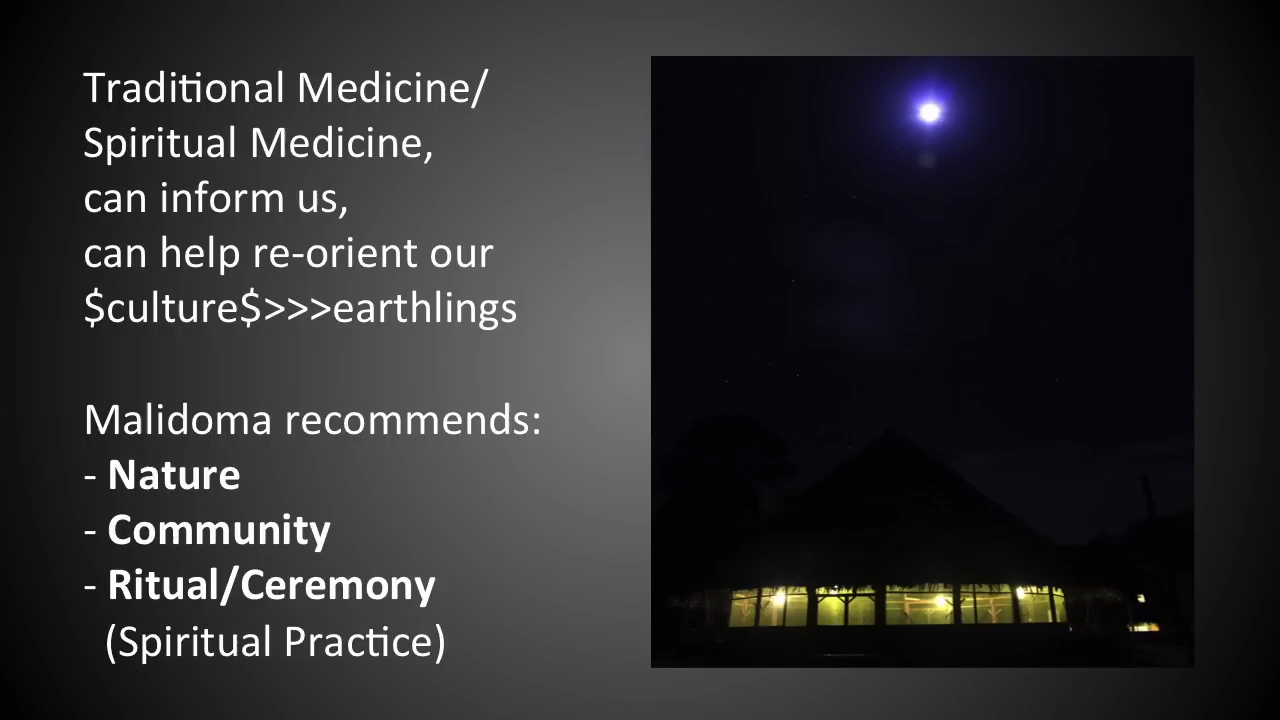 Traditional Medicine/
Spiritual Medicine,
can inform us,
can help re-orient our
$culture$>>>earthlings
Malidoma recommends:
- Nature
- Community
- Ritual/Ceremony
(Spiritual Practice)